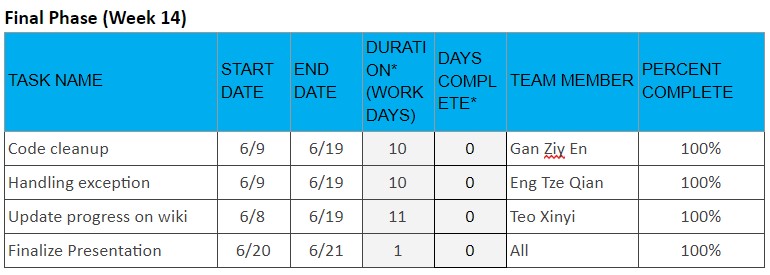 Final Phase (Week 14)
TASK NAME START DATE END DATE DURATION* (WORK DAYS) DAYS COMPLETE* TEAM MEMBER PERCENT COMPLETE
Code cleanup 6/9 6/19 10 0 Gan Ziy En 100%
Handling exception 6/9 6/19 10 0 Eng Tze Qian 100%
Update progress on wiki 6/8 6/19 11 0 Teo Xinyi 100%
Finalize Presentation 6/20 6/21 1 0 All 100%